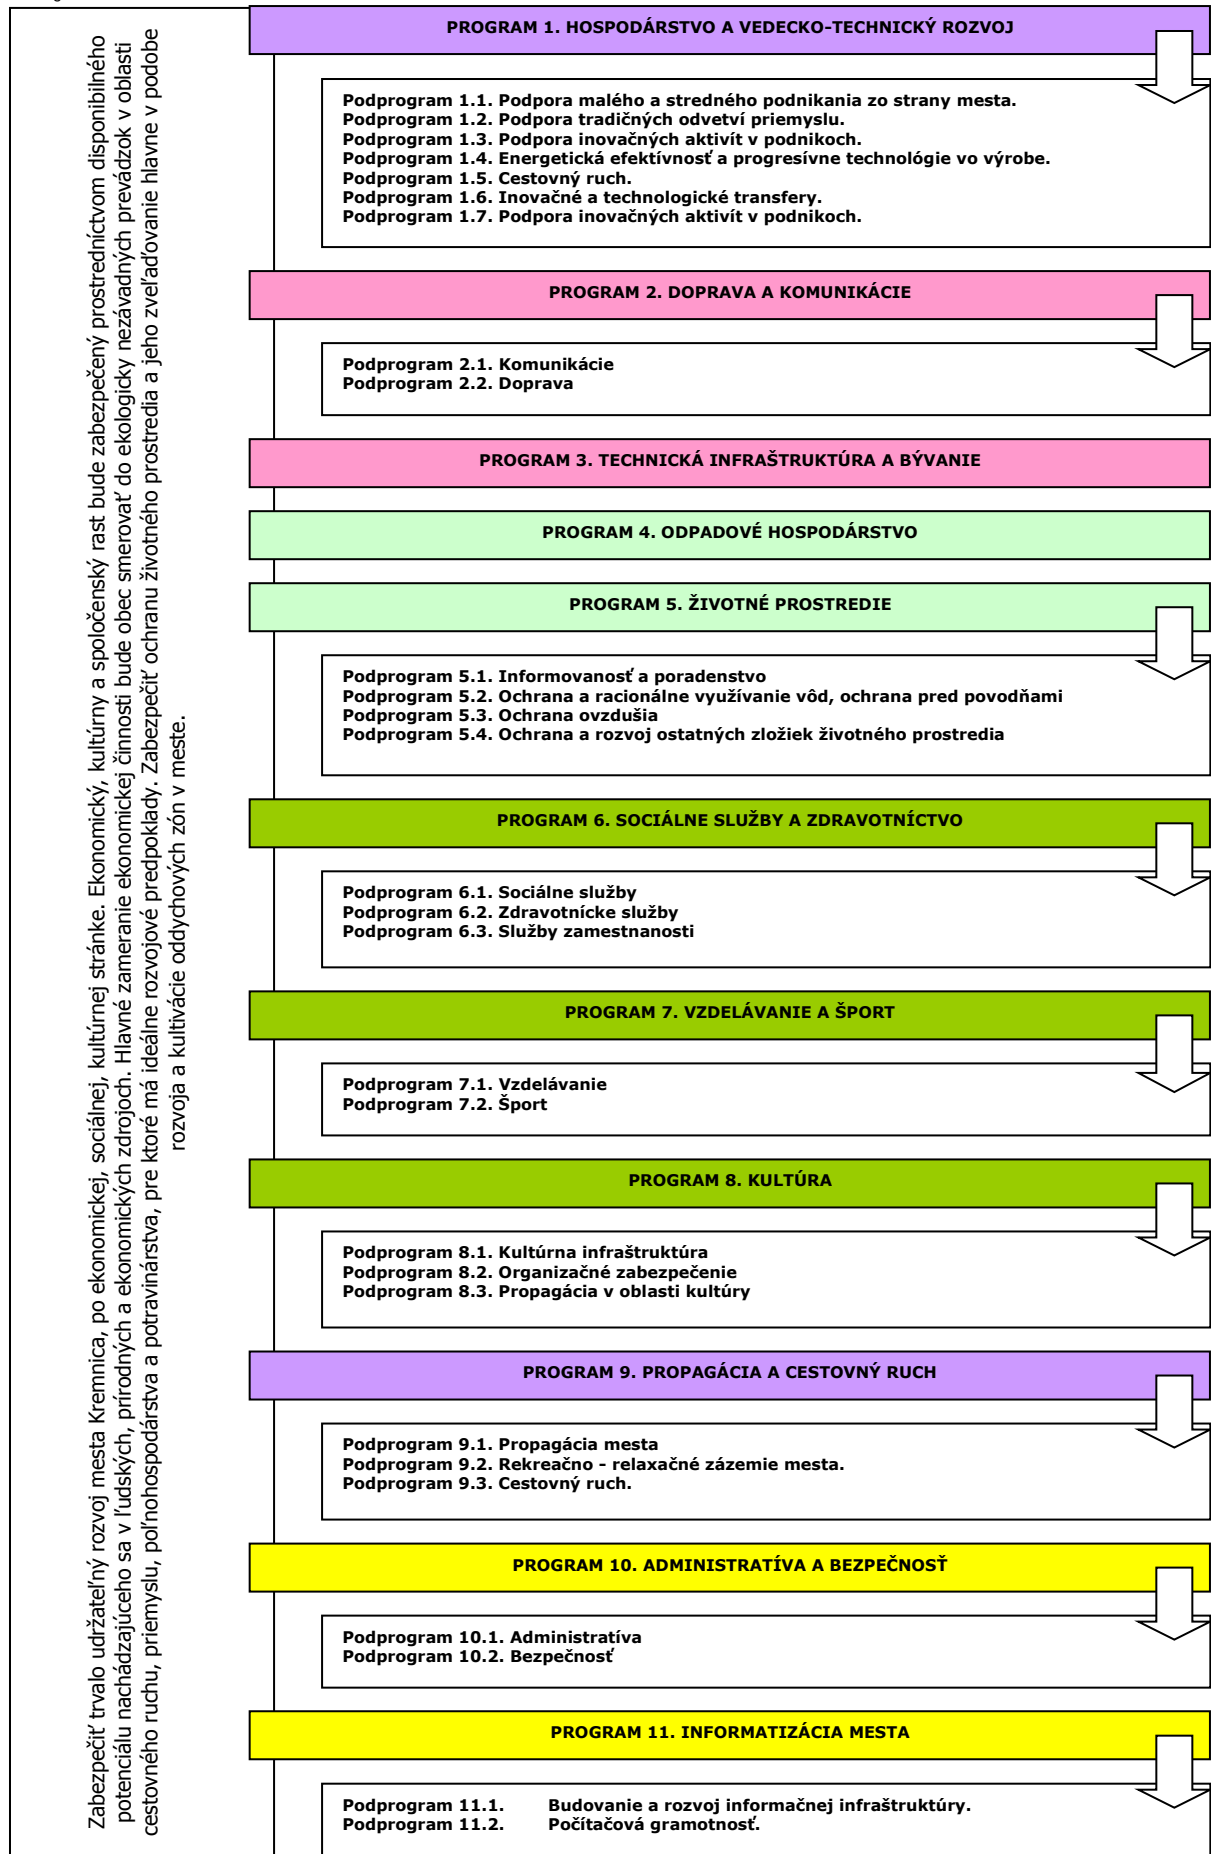 Zabezpečiť trvalo udržateľný rozvoj mesta Kremnica, po ekonomickej, sociálnej, kultúrnej stránke. Ekonomický, kultúrny a spoločenský rast bude zabezpečený prostredníctvom disponibilného
potenciálu nachádzajúceho sa v ľudských, prírodných a ekonomických zdrojoch. Hlavné zameranie ekonomickej činnosti bude obec smerovať do ekologicky nezávadných prevádzok v oblasti
cestovného ruchu, priemyslu, poľnohospodárstva a potravinárstva, pre ktoré má ideálne rozvojové predpoklady. Zabezpečiť ochranu životného prostredia a jeho zveľaďovanie hlavne v podobe
rozvoja a kultivácie oddychových zón v meste.
PROGRAM 1. HOSPODÁRSTVO A VEDECKO-TECHNICKÝ ROZVOJ
Podprogram 1.1. Podpora malého a stredného podnikania zo strany mesta.
Podprogram 1.2. Podpora tradičných odvetví priemyslu.
Podprogram 1.3. Podpora inovačných aktivít v podnikoch.
Podprogram 1.4. Energetická efektívnosť a progresívne technológie vo výrobe.
Podprogram 1.5. Cestovný ruch.
Podprogram 1.6. Inovačné a technologické transfery.
Podprogram 1.7. Podpora inovačných aktivít v podnikoch.
PROGRAM 2. DOPRAVA A KOMUNIKÁCIE
Podprogram 2.1. Komunikácie
Podprogram 2.2. Doprava
PROGRAM 3. TECHNICKÁ INFRAŠTRUKTÚRA A BÝVANIE
PROGRAM 4. ODPADOVÉ HOSPODÁRSTVO
PROGRAM 5. ŽIVOTNÉ PROSTREDIE
Podprogram 5.1. Informovanosť a poradenstvo
Podprogram 5.2. Ochrana a racionálne využívanie vôd, ochrana pred povodňami
Podprogram 5.3. Ochrana ovzdušia
Podprogram 5.4. Ochrana a rozvoj ostatných zložiek životného prostredia
PROGRAM 6. SOCIÁLNE SLUŽBY A ZDRAVOTNÍCTVO
Podprogram 6.1. Sociálne služby
Podprogram 6.2. Zdravotnícke služby
Podprogram 6.3. Služby zamestnanosti
PROGRAM 7. VZDELÁVANIE A ŠPORT
Podprogram 7.1. Vzdelávanie
Podprogram 7.2. Šport
PROGRAM 8. KULTÚRA
Podprogram 8.1. Kultúrna infraštruktúra
Podprogram 8.2. Organizačné zabezpečenie
Podprogram 8.3. Propagácia v oblasti kultúry
PROGRAM 9. PROPAGÁCIA A CESTOVNÝ RUCH
Podprogram 9.1. Propagácia mesta
Podprogram 9.2. Rekreačno - relaxačné zázemie mesta.
Podprogram 9.3. Cestovný ruch.
PROGRAM 10. ADMINISTRATÍVA A BEZPEČNOSŤ
Podprogram 10.1. Administratíva
Podprogram 10.2. Bezpečnosť
PROGRAM 11. INFORMATIZÁCIA MESTA
Podprogram 11.1. Budovanie a rozvoj informačnej infraštruktúry.
Podprogram 11.2. Počítačová gramotnosť.